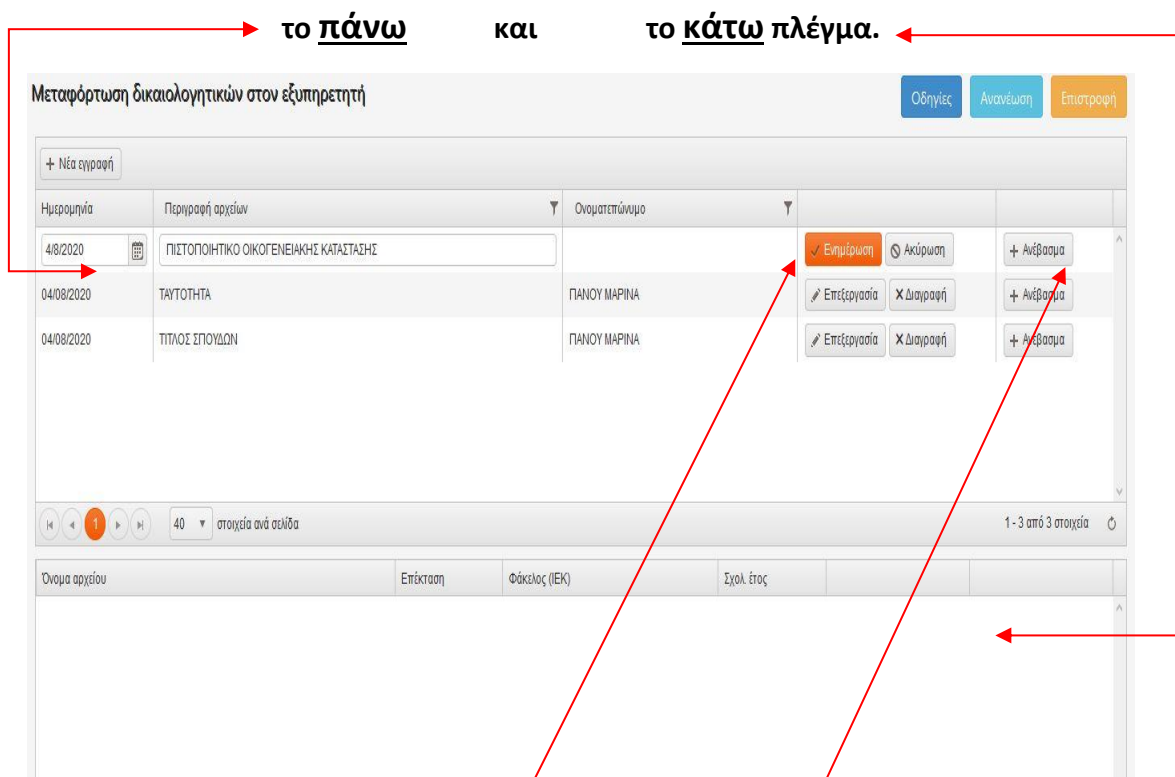 το πάνω και το κάτω πλέγμα.
Μεταφόρτωση δικαιολογητικών στον εξυπηρετητή Οδηγίες Ανανέωση Επιστροφή
+ Νέα εγγραφή
Ημερομηνία Περιγραφή αρχείων Ονοματεπώνυμο
4/8/2020 ΠΙΣΤΟΠΟΙΗΤΙΚΟ ΟΙΚΟΓΕΝΕΙΑΚΗΣ ΚΑΤΑΣΤΑΣΗΣ Ενημέρωση Ακύρωση + Ανέβασμα
04/08/2020 ΤΑΥΤΟΤΗΤΑ ΠΑΝΟΥ ΜΑΡΙΝΑ Επεξεργασία Διαγραφή + Ανέβασμα
04/08/2020 ΤΙΤΛΟΣ ΣΠΟΥΔΩΝ ΠΑΝΟΥ ΜΑΡΙΝΑ Επεξεργασία Διαγραφή + Ανέβασμα
1 40 στοιχεία ανά σελίδα 1 - 3 από 3 στοιχεία
Όνομα αρχείου Επέκταση Φάκελος (ΙΕΚ) Σχολ. έτος